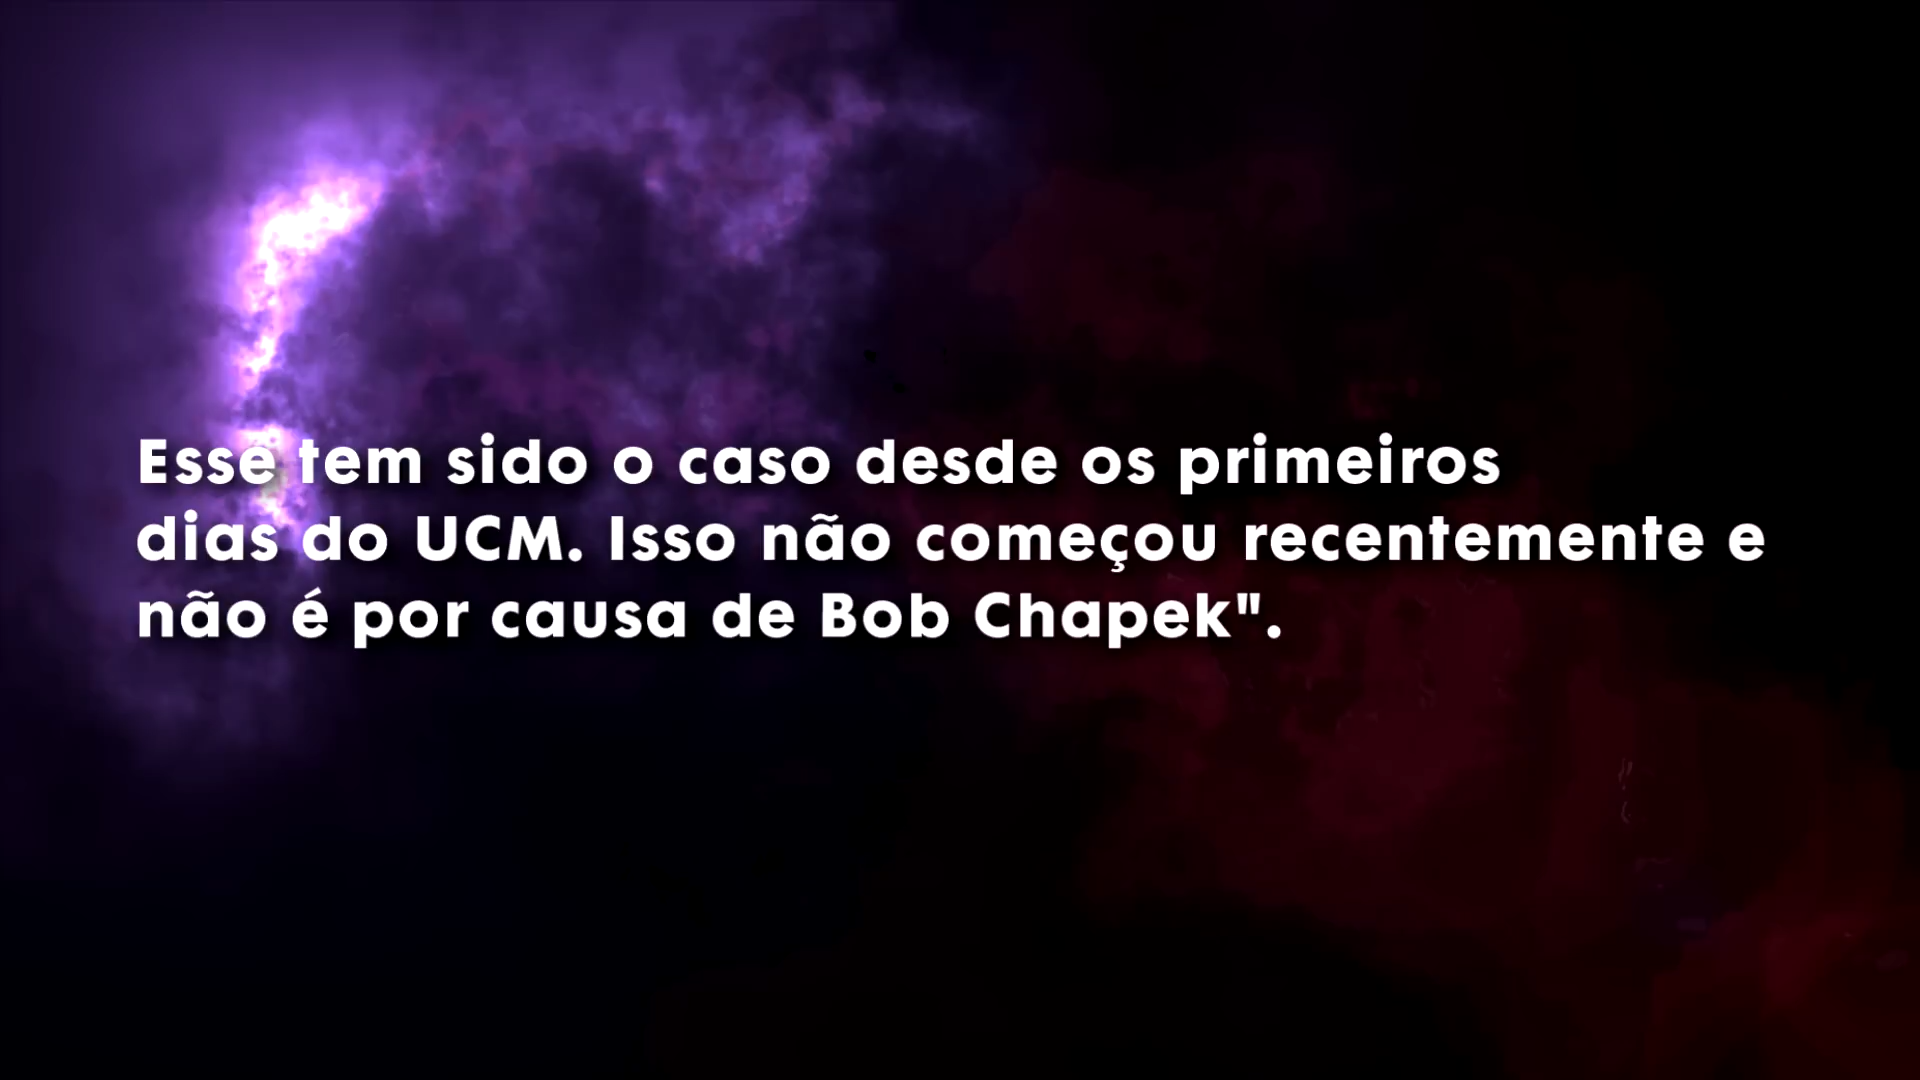 Esse tem sido o caso desde os primeiros
dias do UCM. Isso não começou recentemente e
não é por causa de Bob Chapek".